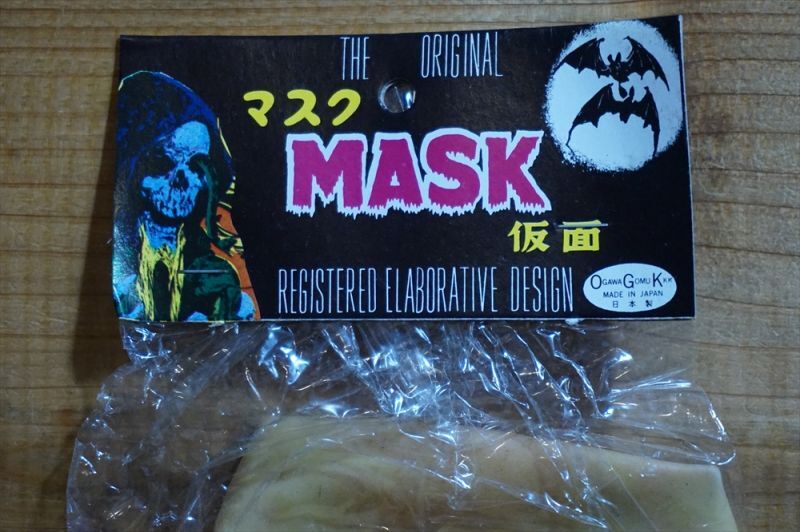 THE ORIGINAL
マスク
MASK
仮面
REGISTERED ELABORATIVE DESIGN
OGAWA GOMU K.K.K
MADE IN JAPAN
日本製